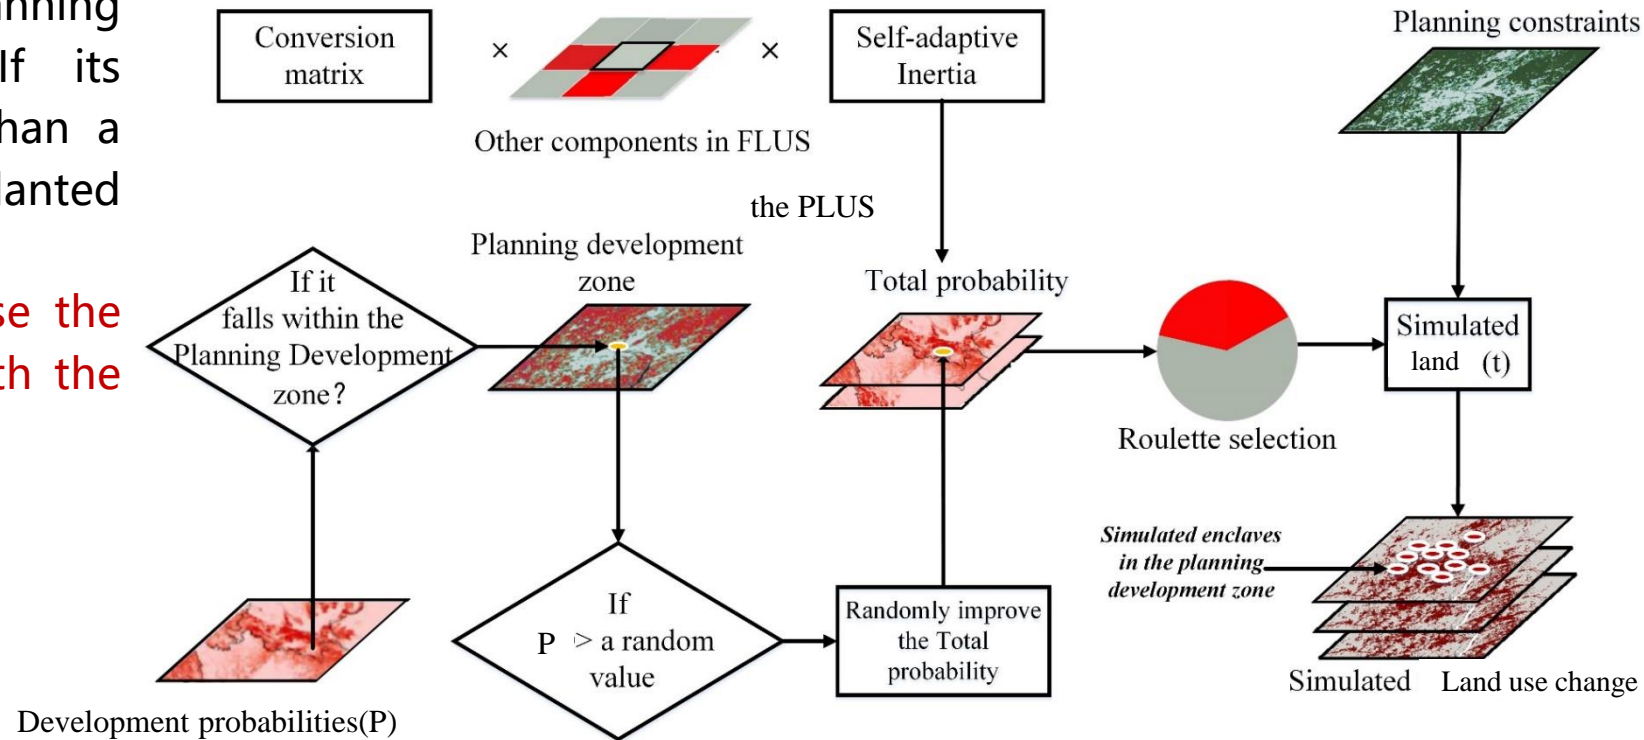 nning
If its
han a
lanted
se the
th the
Conversion
matrix
×
×
Self-adaptive
Inertia
Other components in FLUS
the PLUS
Planning constraints
If it
falls within the
Planning Development
zone?
Planning development
zone
Total probability
Roulette selection
Simulated
land (t)
Simulated enclaves
in the planning
development zone
If
P > a random
value
Randomly improve
the Total
probability
Development probabilities(P)
Simulated Land use change